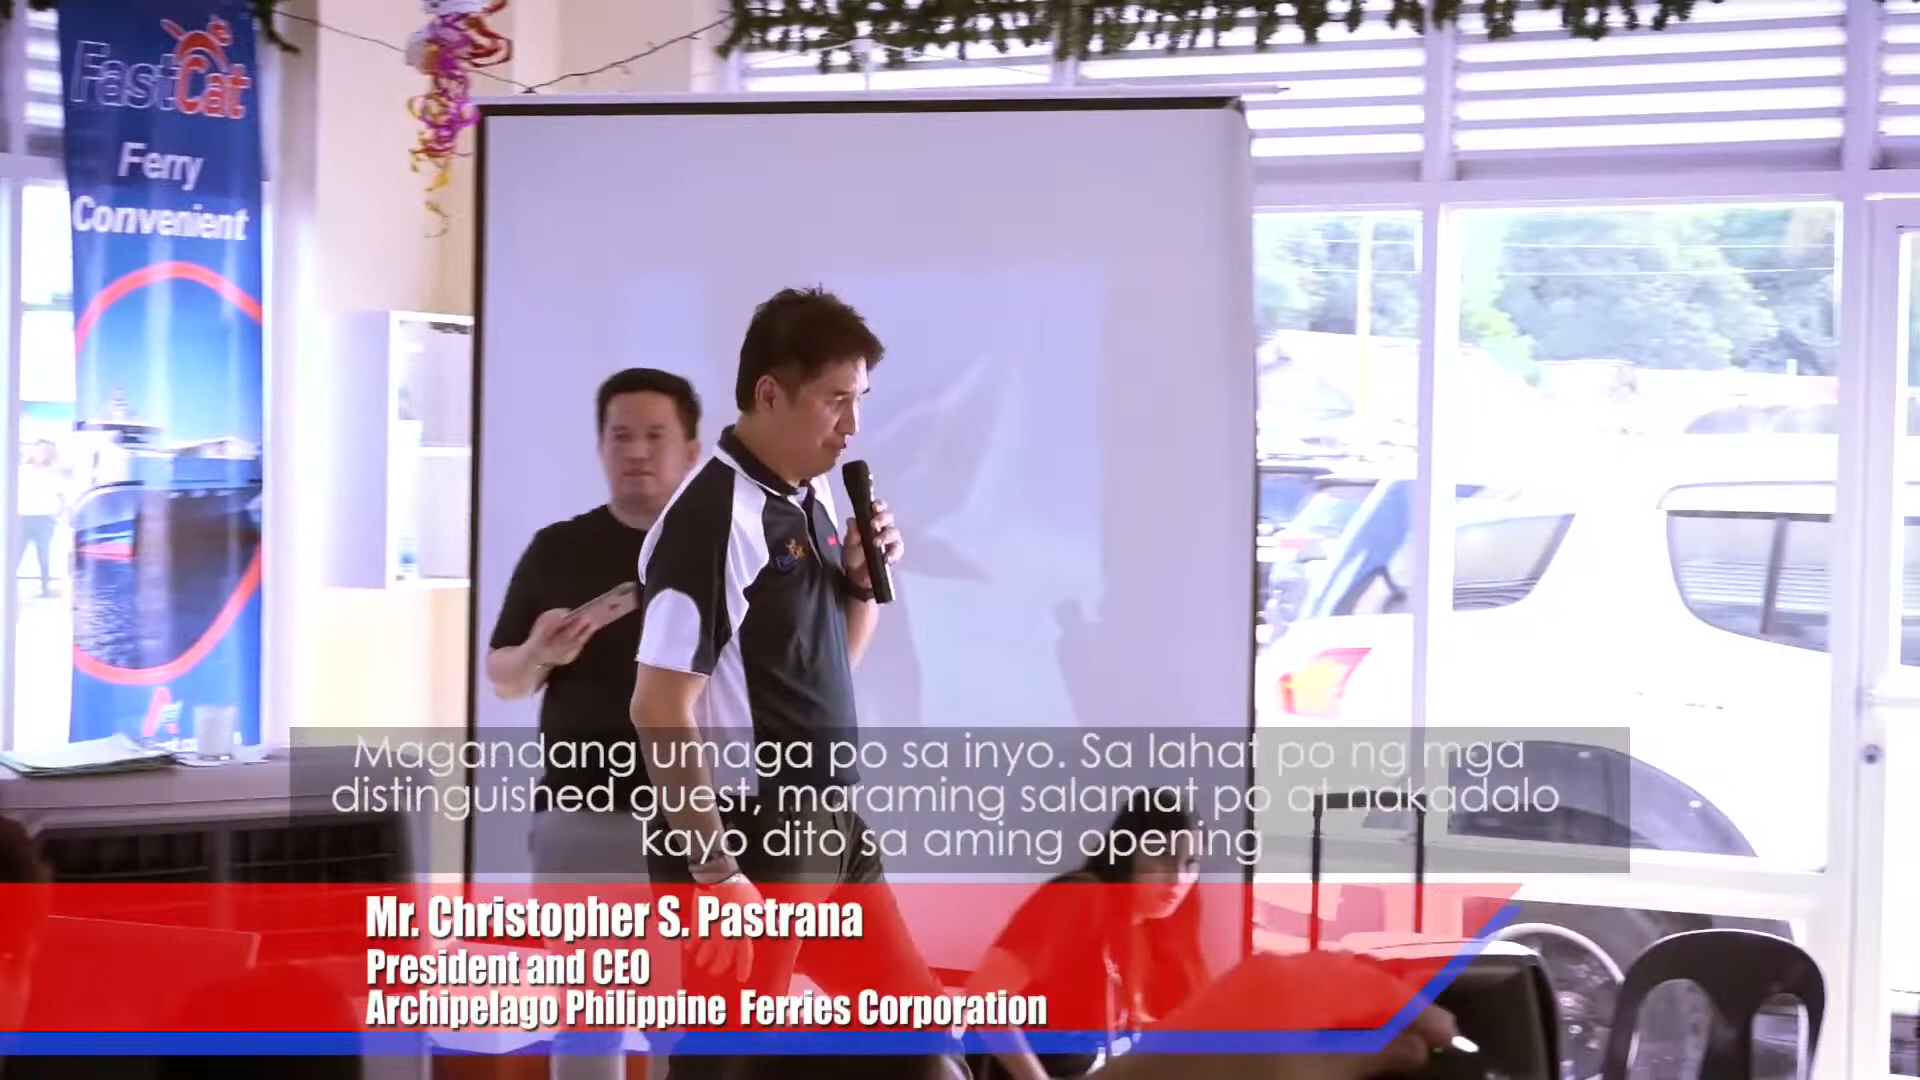 FastCat
Ferry
Convenient
Magandang umaga po sa inyo. Sa lahat po ng mga
distinguished guest, maraming salamat po at nakadalo
kayo dito sa aming opening
Mr. Christopher S. Pastrana
President and CEO
Archipelago Philippine Ferries Corporation